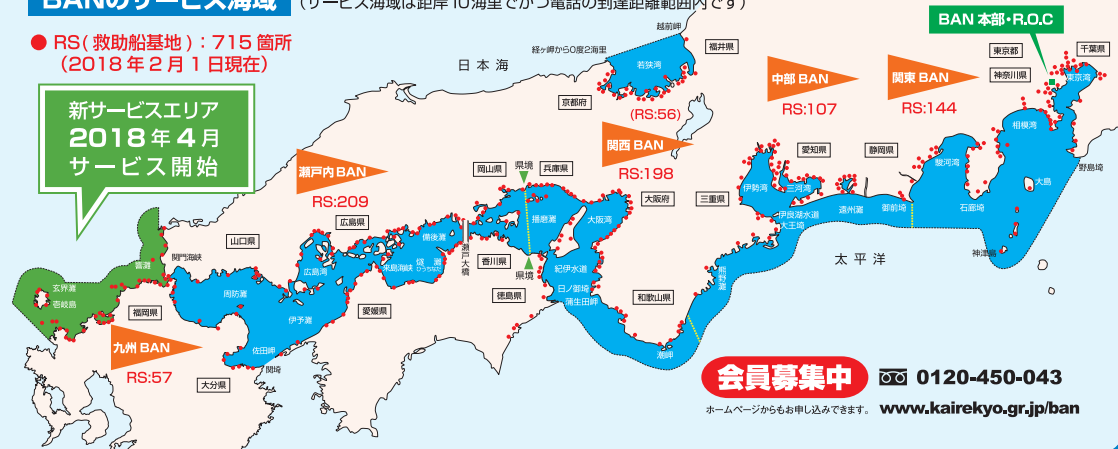 BANのサービス海域 (サービス海域は距岸10海里でかつ電話の到達距離範囲内です)
● RS(救助船基地):715箇所
(2018年2月1日現在)
新サービスエリア
2018年4月
サービス開始
日本海
経ヶ岬から0度2海里
越前岬
福井県
若狭湾
京都府
(RS:56)
BAN 本部・R.O.C
東京都
千葉県
神奈川県
東京湾
中部 BAN
RS:107
関東 BAN
RS:144
関西 BAN
RS:198
瀬戸内 BAN
RS:209
九州 BAN
RS:57
岡山県
県境
兵庫県
大阪府
三重県
愛知県
静岡県
相模湾
駿河湾
野島埼
大島
石廊埼
神津島
伊勢湾
三河湾
伊良湖水道
大王埼
遠州灘
御前埼
太平洋
熊野灘
播磨灘
大阪湾
紀伊水道
日ノ御埼
蒲生田岬
和歌山県
潮岬
徳島県
県境
香川県
瀬戸大橋
備後灘
燧灘
ひうちなだ
来島海峡
広島県
広島湾
愛媛県
伊予灘
佐田岬
関埼
大分県
周防灘
山口県
関門海峡
響灘
玄界灘
壱岐島
福岡県
会員募集中 0120-450-043
ホームページからもお申し込みできます。 www.kairekyo.gr.jp/ban